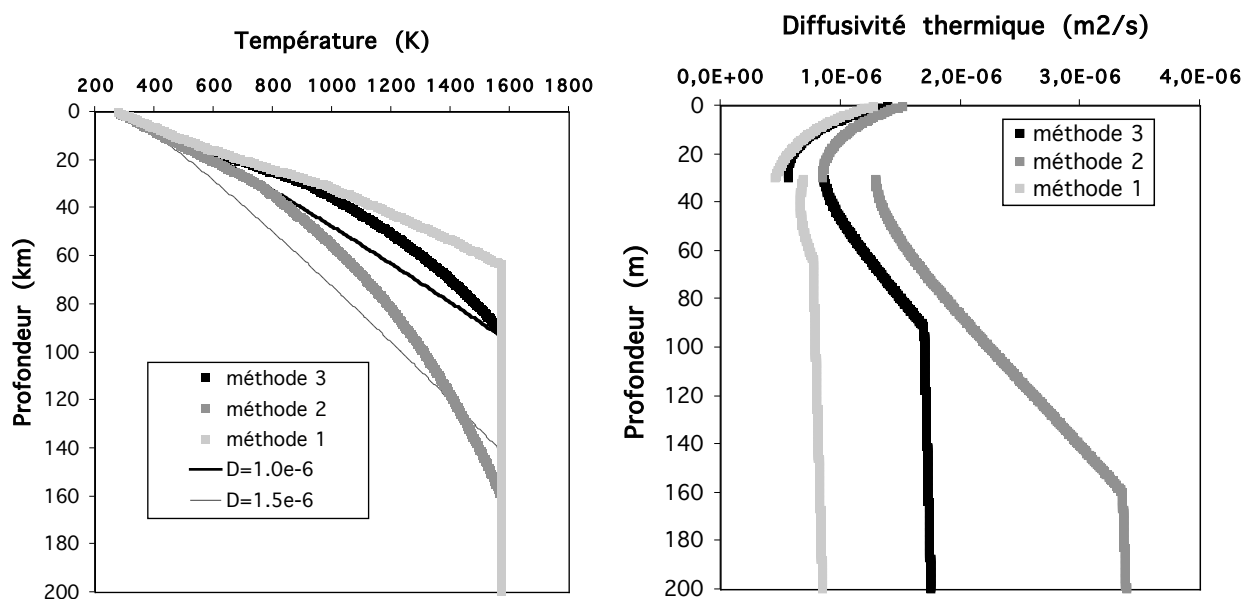 Température (K)
200 400 600 800 1000 1200 1400 1600 1800
0
20
40
60
80
100
120
140
160
180
200
Profondeur (km)
méthode 3
méthode 2
méthode 1
D=1.0e-6
D=1.5e-6
Diffusivité thermique (m2/s)
0,0E+00 1,0E-06 2,0E-06 3,0E-06 4,0E-06
0
20
40
60
80
100
120
140
160
180
200
Profondeur (m)
méthode 3
méthode 2
méthode 1